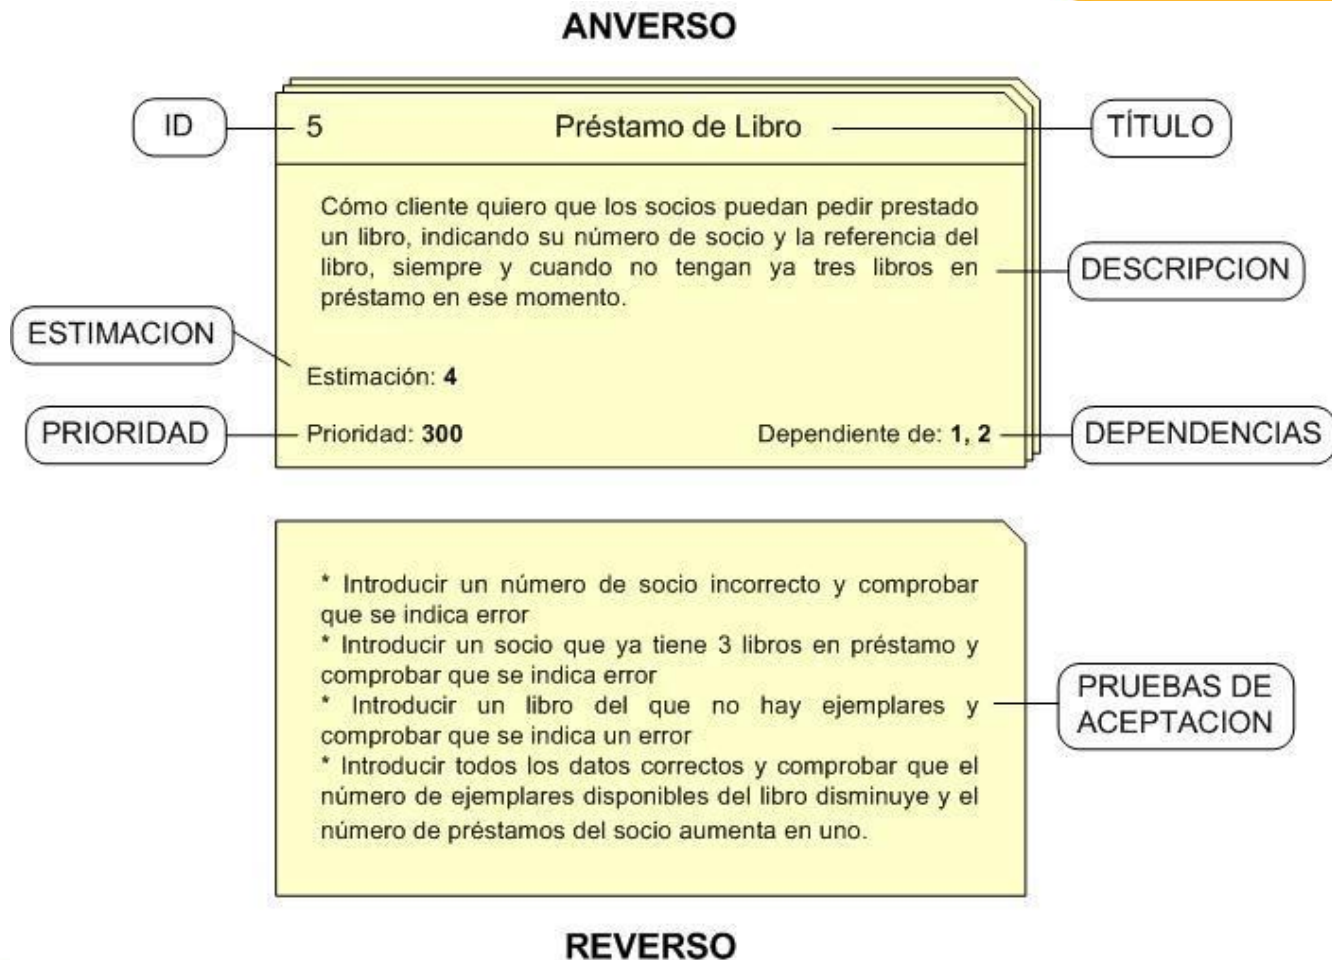 ANVERSO
ID
5
Préstamo de Libro
TÍTULO
Cómo cliente quiero que los socios puedan pedir prestado
un libro, indicando su número de socio y la referencia del
libro, siempre y cuando no tengan ya tres libros en
préstamo en ese momento.
DESCRIPCION
ESTIMACION
Estimación: 4
PRIORIDAD
Prioridad: 300
Dependiente de: 1, 2
DEPENDENCIAS
* Introducir un número de socio incorrecto y comprobar
que se indica error
* Introducir un socio que ya tiene 3 libros en préstamo y
comprobar que se indica error
* Introducir un libro del que no hay ejemplares y
comprobar que se indica un error
* Introducir todos los datos correctos y comprobar que el
número de ejemplares disponibles del libro disminuye y el
número de préstamos del socio aumenta en uno.
PRUEBAS DE
ACEPTACION
REVERSO